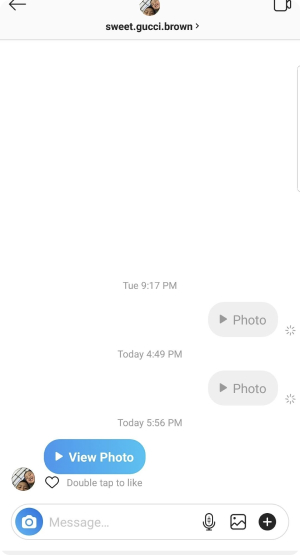 sweet.gucci.brown
Tue 9:17 PM
Photo
Today 4:49 PM
Photo
Today 5:56 PM
View Photo
Double tap to like
Message...